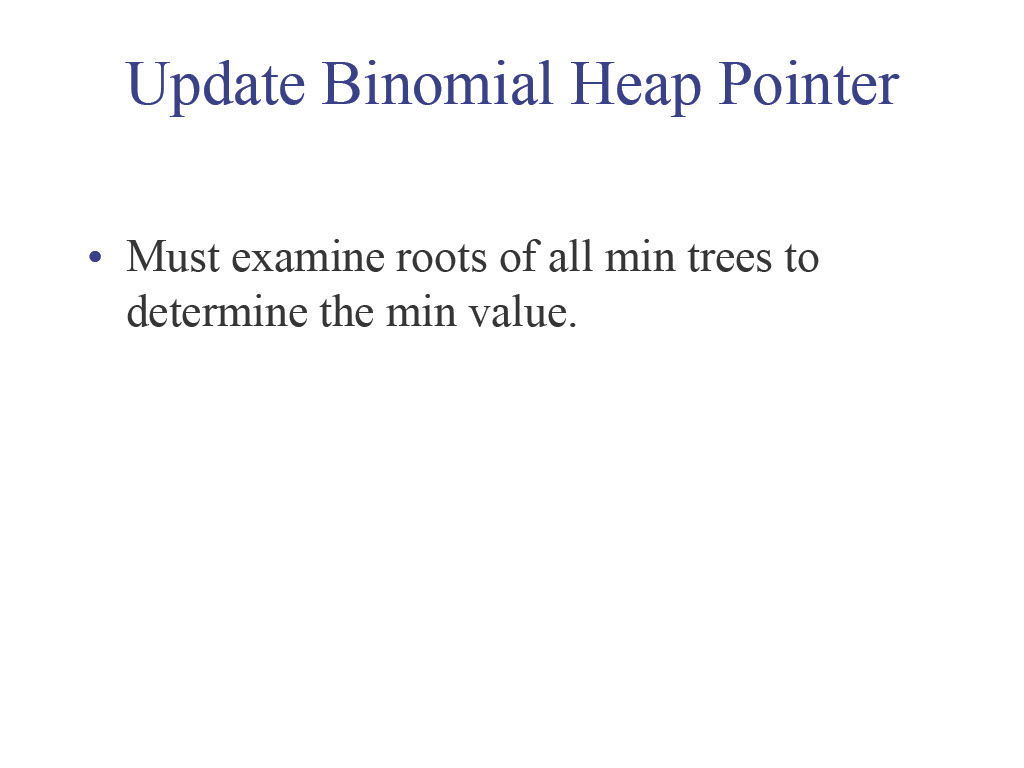 Update Binomial Heap Pointer
• Must examine roots of all min trees to
determine the min value.